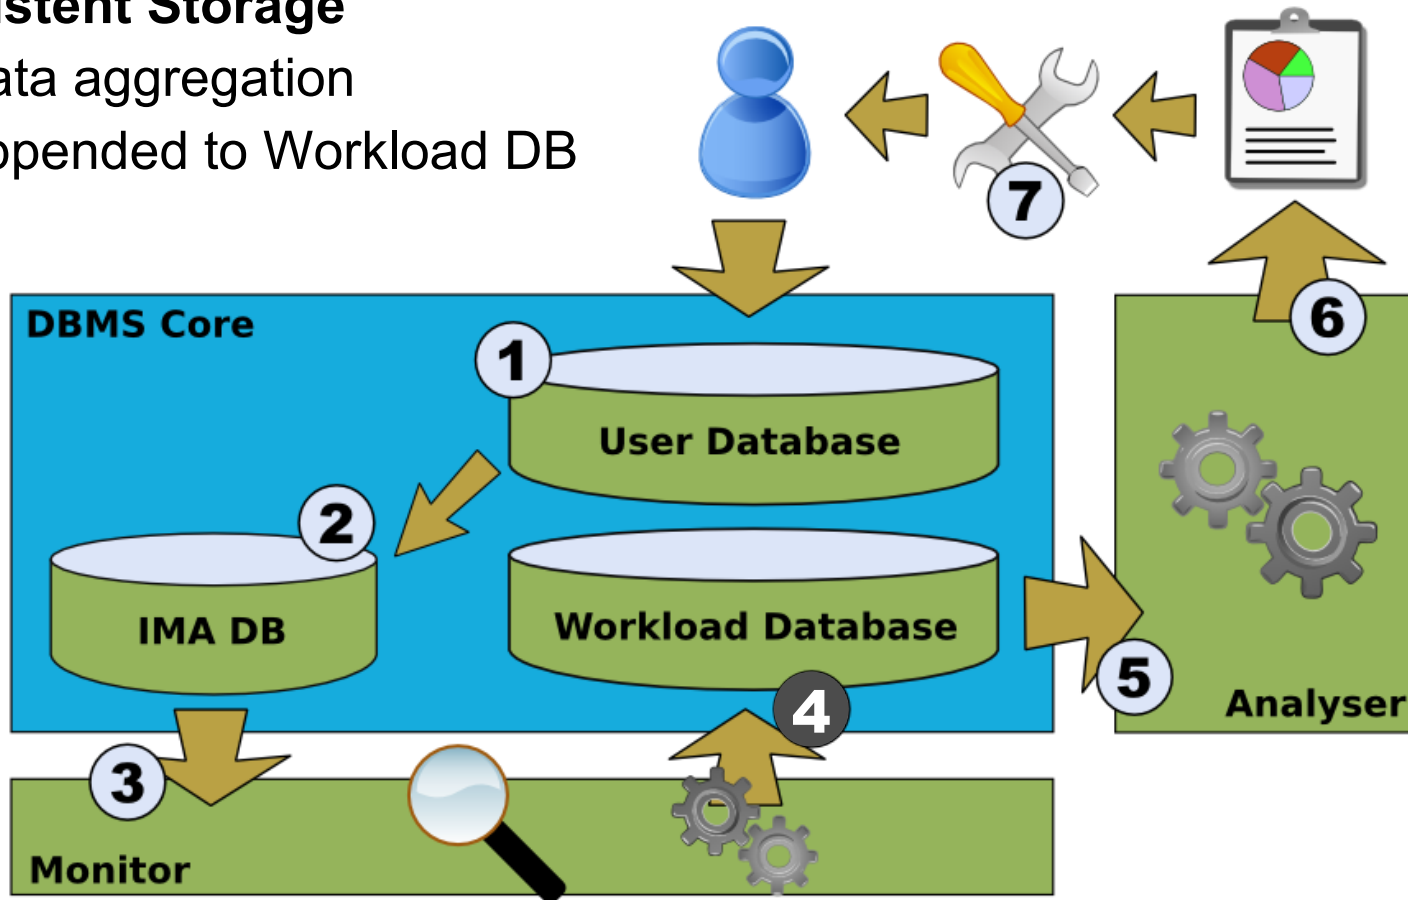 istent Storage
ata aggregation
ppended to Workload DB
7
6
DBMS Core
1
User Database
2
IMA DB
Workload Database
5
4
Analyser
3
Monitor